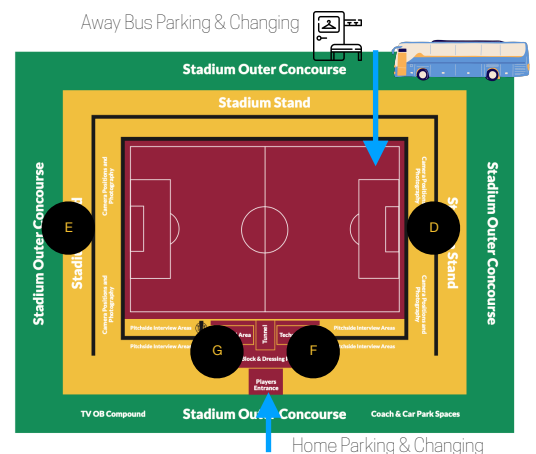 Away Bus Parking & Changing
Stadium Outer Concourse
Stadium Stand
Stadium Outer Concourse
Camera Positions and
Photography
Camera Positions and
Photography
E
D
Stand
Stadium Outer Concourse
Camera Positions and
Photography
Camera Positions and
Photography
Pitchside Interview Areas
Area
Tunnel
Pitchside Interview Areas
Pitchside Interview Areas
G
F
Interview Areas
& Dressing
Players
Entrance
TV OB Compound
Stadium Outer Concourse
Coach & Car Park Spaces
Home Parking & Changing